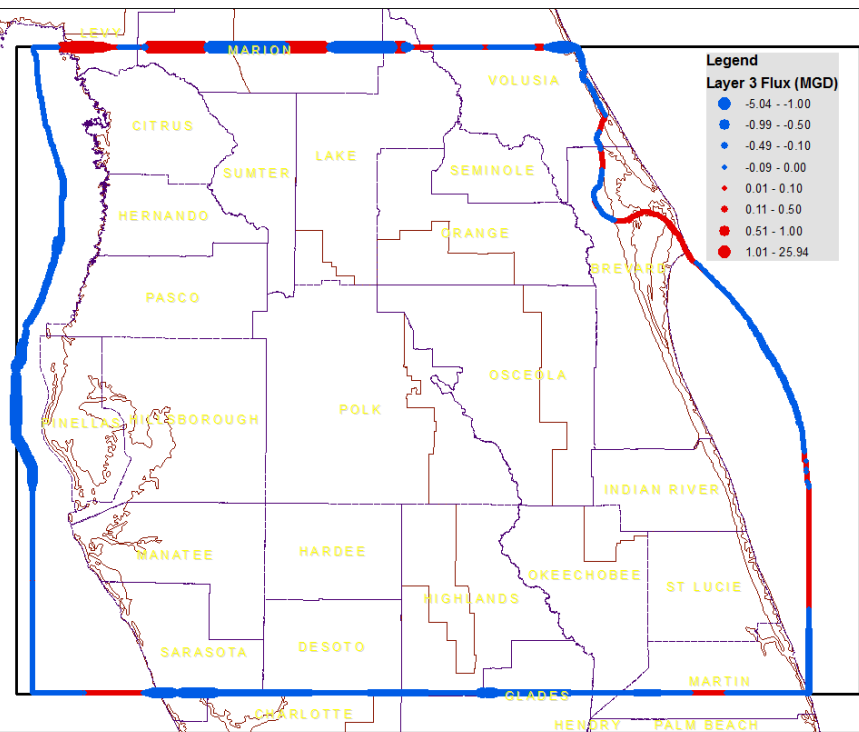 LEVY
MARION
VOLUSIA
Legend
Layer 3 Flux (MGD)
-5.04 - -1.00
-0.99 - -0.50
-0.49 - -0.10
-0.09 - 0.00
0.01 - 0.10
0.11 - 0.50
0.51 - 1.00
1.01 - 25.94
CITRUS
LAKE
SUMTER
SEMINOLE
HERNANDO
ORANGE
BREVARD
PASCO
OSCEOLA
POLK
PINELLAS
HILLSBOROUGH
INDIAN RIVER
MANATEE
HARDEE
OKEECHOBEE
ST LUCIE
HIGHLANDS
SARASOTA
DESOTO
MARTIN
GLADES
CHARLOTTE
HENDRY
PALM BEACH